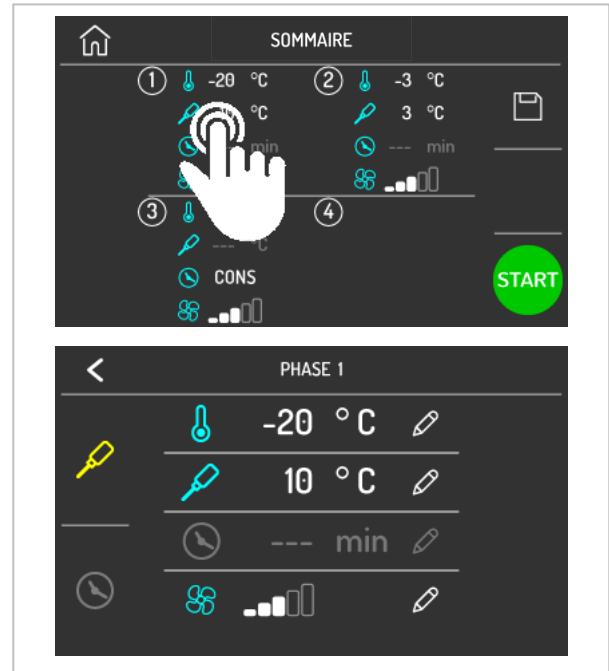 SOMMAIRE
1 -20 °C
°C
min
2 -3 °C
3 °C
--- min
3
--- °C
CONS
4
START
PHASE 1
-20 °C
10 °C
--- min